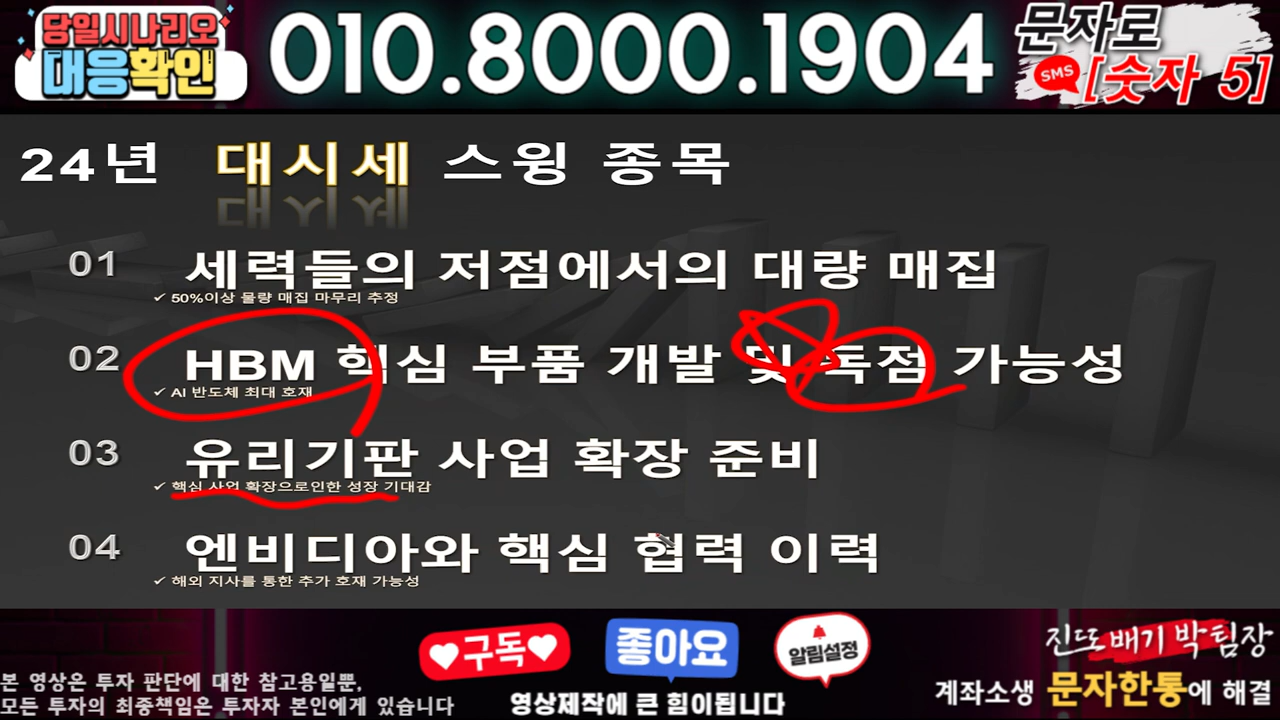 당일시나리오
대응확인
010.8000.1904
문자로
SMS [숫자 5]
24년 대시세 스윙 종목
01 세력들의 저점에서의 대량 매집
✓ 50%이상 물량 매집 마무리 추정
02 HBM 핵심 부품 개발 및 독점 가능성
✓ AI 반도체 최대 호재
03 유리기판 사업 확장 준비
✓ 핵심 사업 확장으로인한 성장 기대감
04 엔비디아와 핵심 협력 이력
✓ 해외 지사를 통한 추가 호재 가능성
구독
좋아요
알림설정
영상제작에 큰 힘이됩니다
본 영상은 투자 판단에 대한 참고용일뿐,
모든 투자의 최종책임은 투자자 본인에게 있습니다
진또배기 박팀장
계좌소생 문자한통에 해결